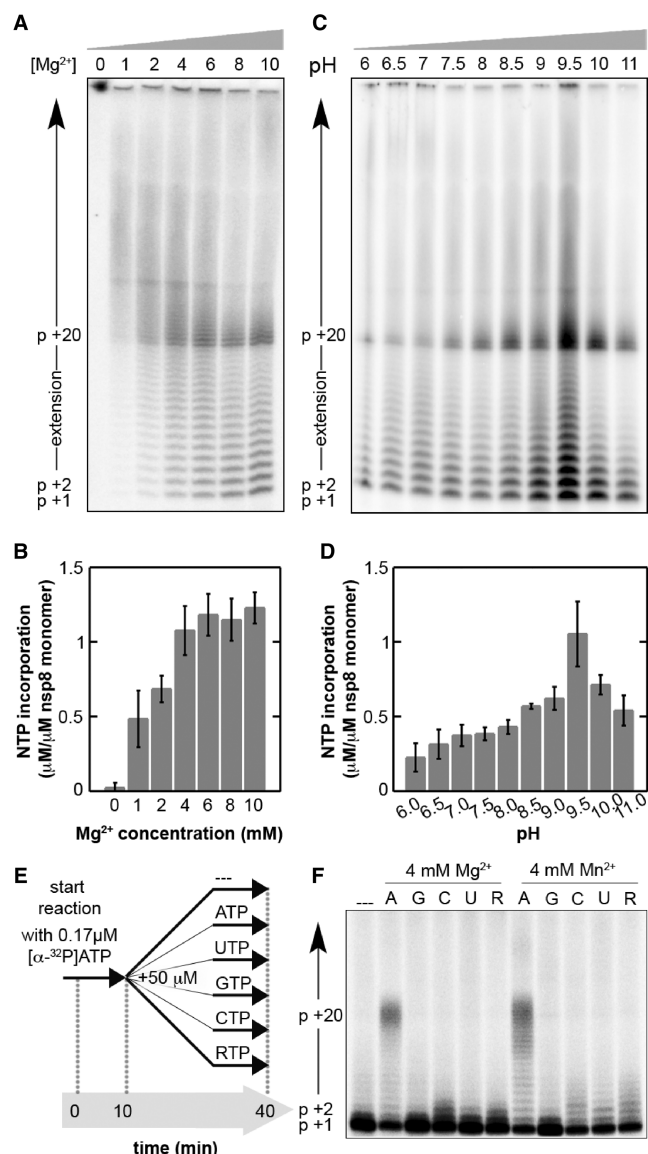 A
[Mg²⁺] 0 1 2 4 6 8 10
p +20
extension
p +2
p +1
C
pH 6 6.5 7 7.5 8 8.5 9 9.5 10 11
p +20
extension
p +2
p +1
B
NTP incorporation
(μM/μM nsp8 monomer)
1.5
1
0.5
0
0 1 2 4 6 8 10
Mg²⁺ concentration (mM)
D
NTP incorporation
(μM/μM nsp8 monomer)
1.5
1
0.5
0
6.0 6.5 7.0 7.5 8.0 8.5 9.0 9.5 10.0 11.0
pH
E
start
reaction
with 0.17μM
[α-³²P]ATP
+50 μM
---
ATP
UTP
GTP
CTP
RTP
0 10 40
time (min)
F
4 mM Mg²⁺ 4 mM Mn²⁺
--- A G C U R A G C U R
p +20
p +2
p +1